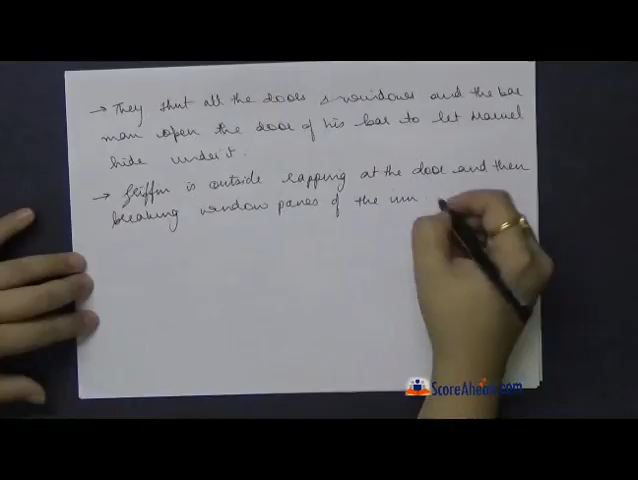 → They shut all the doors & windows and the bar
man open the door of his bar to let Marvel
hide under it.
→ Griffin is outside rapping at the door and then
breaking window panes of the inn.
ScoreAhead.com